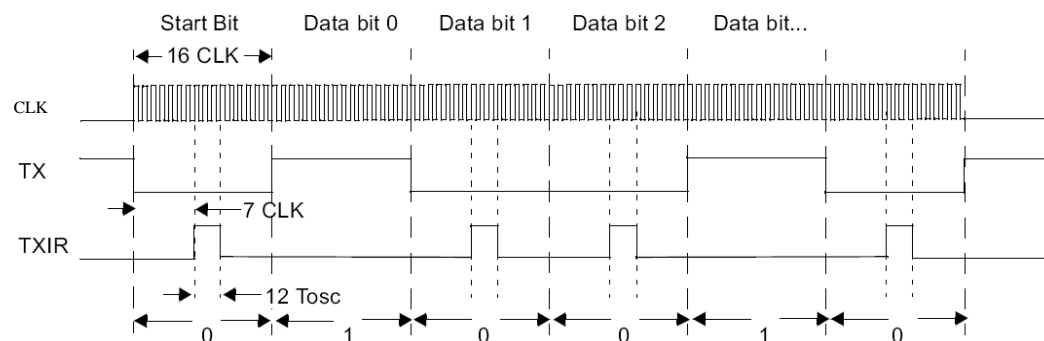 Start Bit Data bit 0 Data bit 1 Data bit 2 Data bit...
16 CLK
CLK
TX
7 CLK
TXIR
12 Tosc
0 1 0 0 1 0